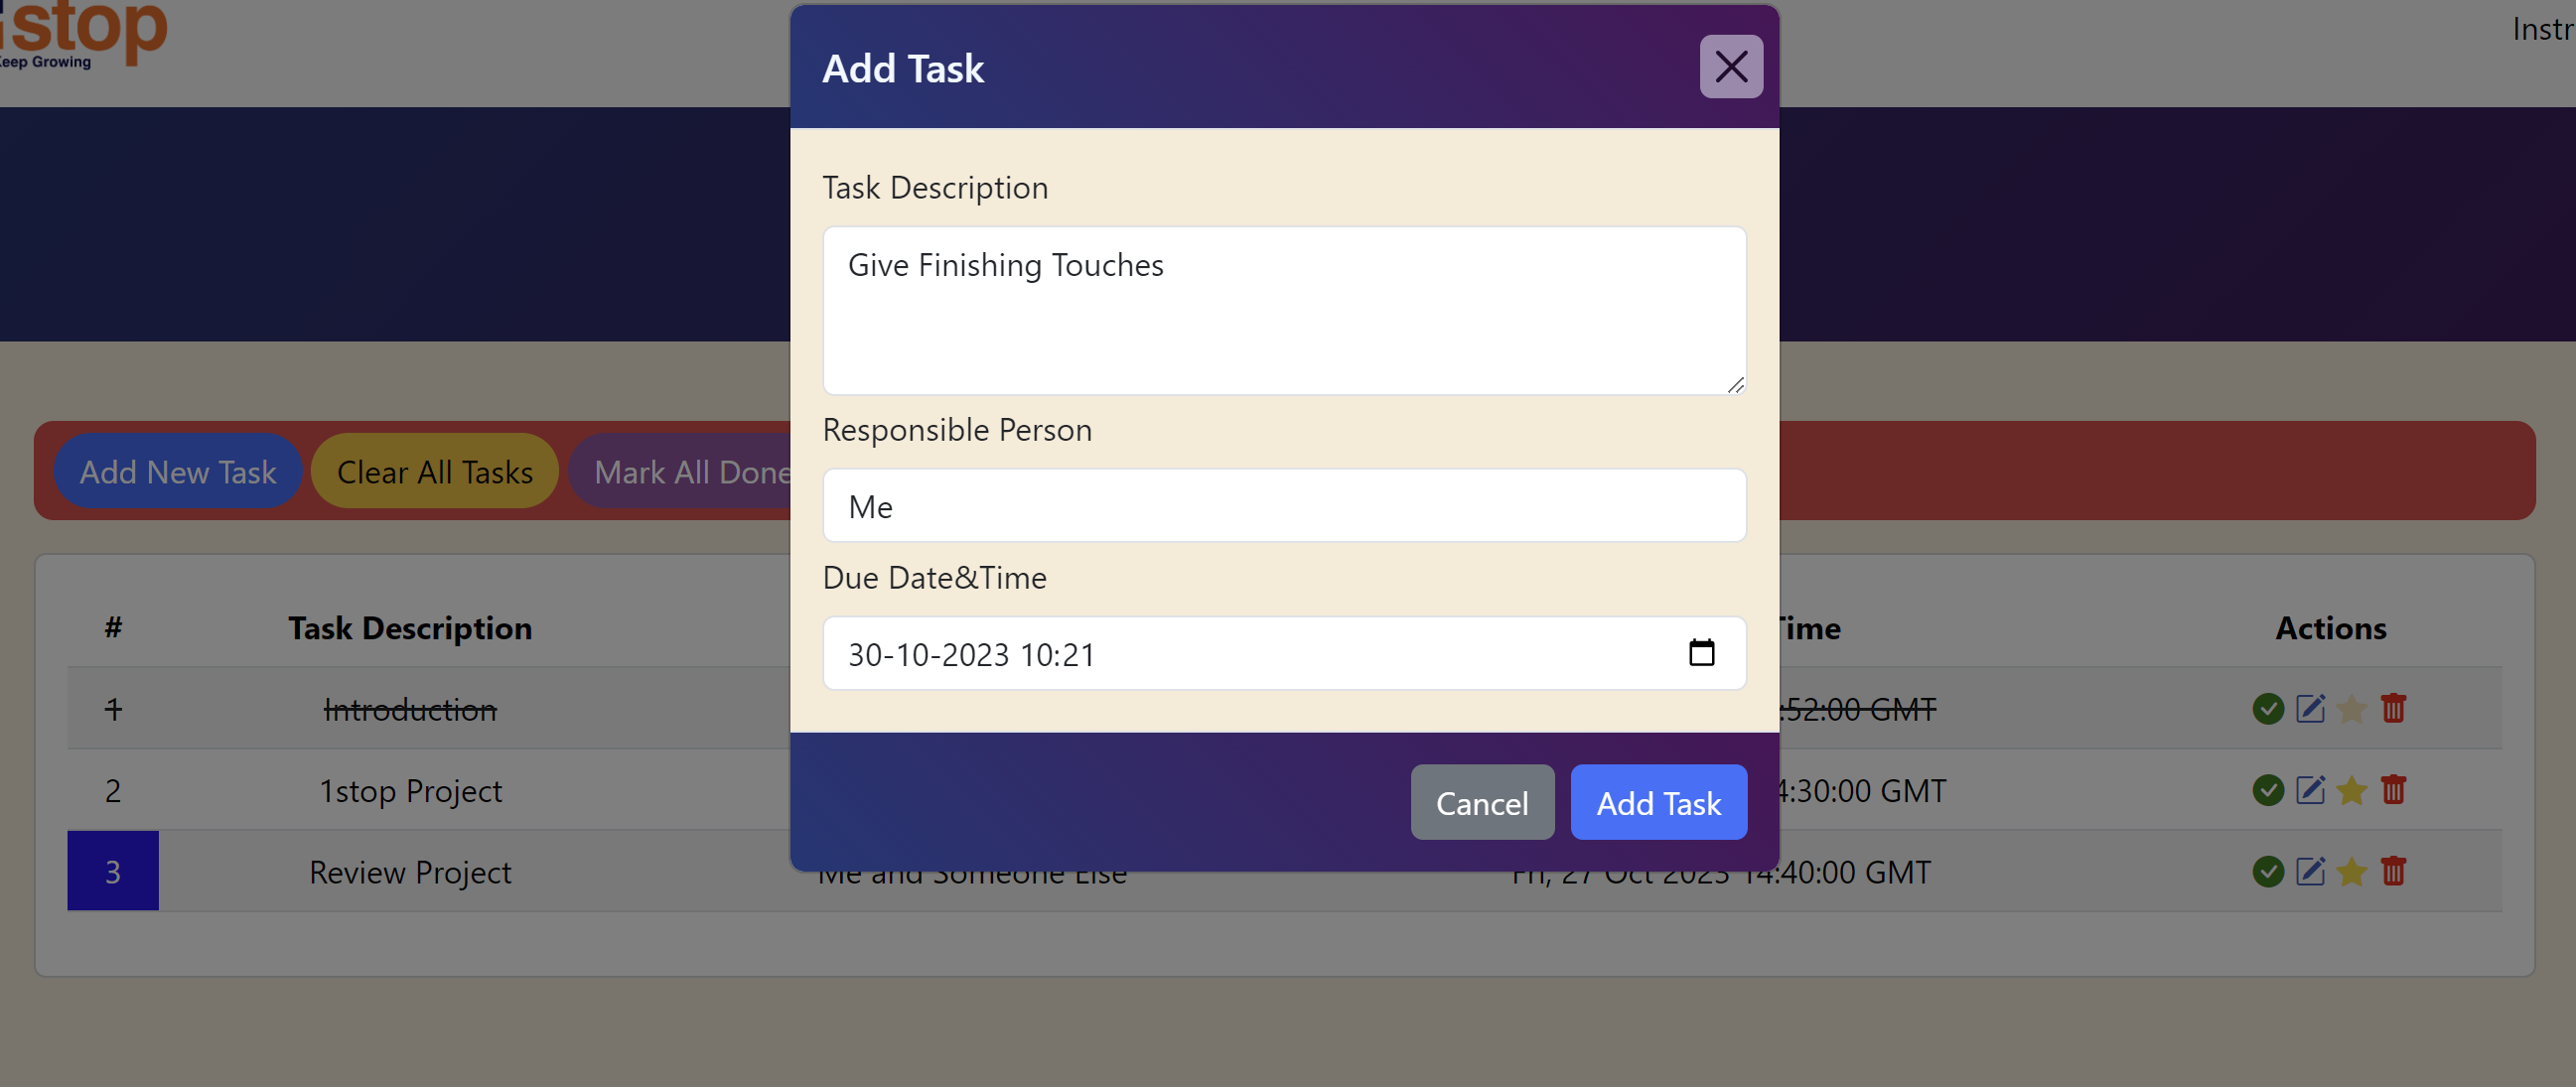 stop
Keep Growing
Instr
Add Task
Task Description
Give Finishing Touches
Responsible Person
Me
Due Date&Time
30-10-2023 10:21
Cancel
Add Task
Add New Task
Clear All Tasks
Mark All Done
#
Task Description
Time
Actions
1
Introduction
:52:00 GMT
2
1stop Project
4:30:00 GMT
3
Review Project
Me and Someone Else
Fri, 27 Oct 2023 14:40:00 GMT